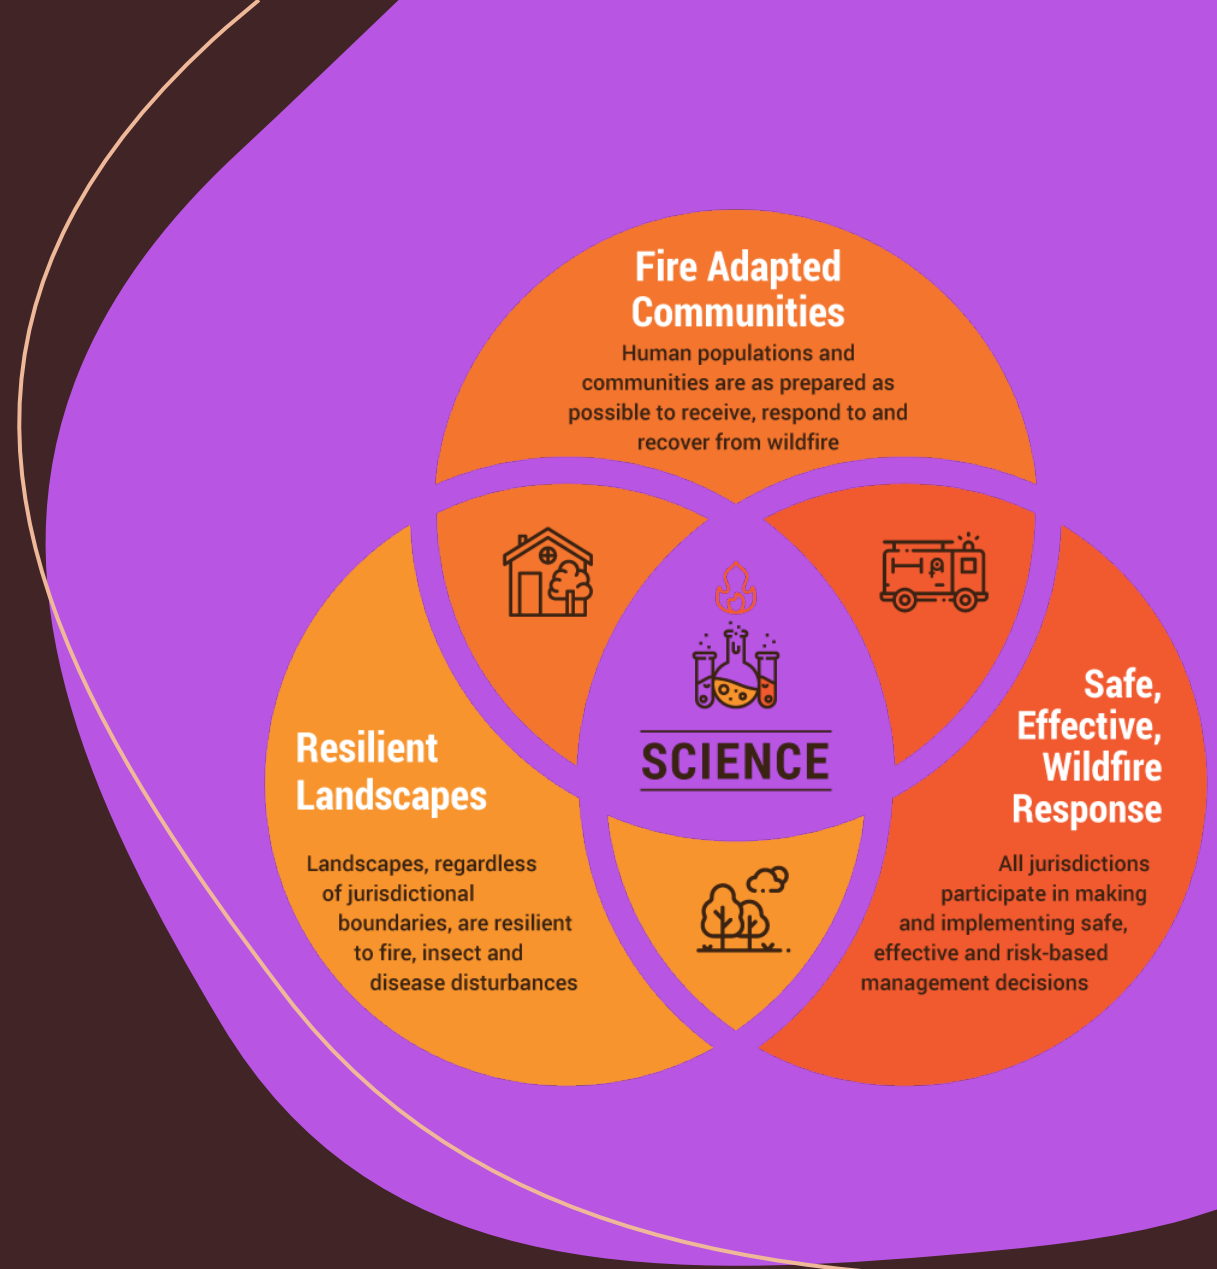 Fire Adapted
Communities
Human populations and
communities are as prepared as
possible to receive, respond to and
recover from wildfire
SCIENCE
Resilient
Landscapes
Landscapes, regardless
of jurisdictional
boundaries, are resilient
to fire, insect and
disease disturbances
Safe,
Effective,
Wildfire
Response
All jurisdictions
participate in making
and implementing safe,
effective and risk-based
management decisions